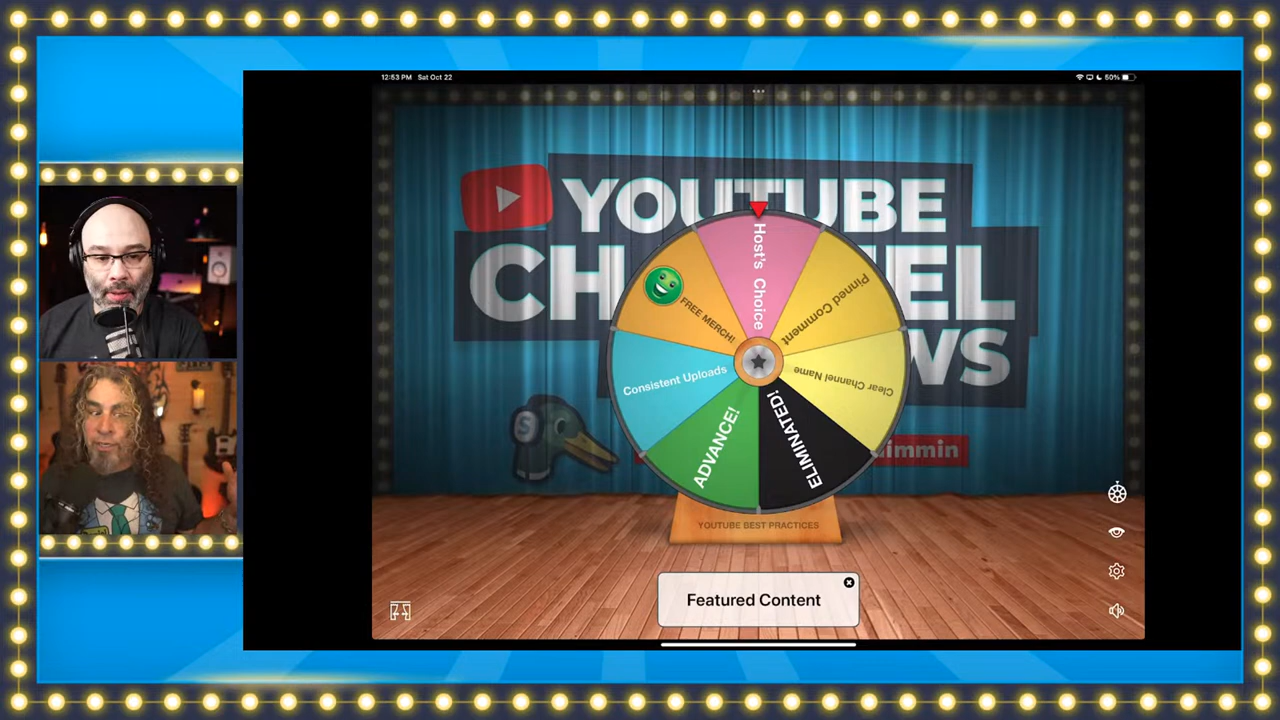 12:53 PM Sat Oct 22
50%
YOUTUBE
CH
EL
WS
Host's Choice
Pinned Comment
Clear Channel Name
ELIMINATED!
ADVANCE!
Consistent Uploads
FREE MERCH!
S
immin
YOUTUBE BEST PRACTICES
Featured Content